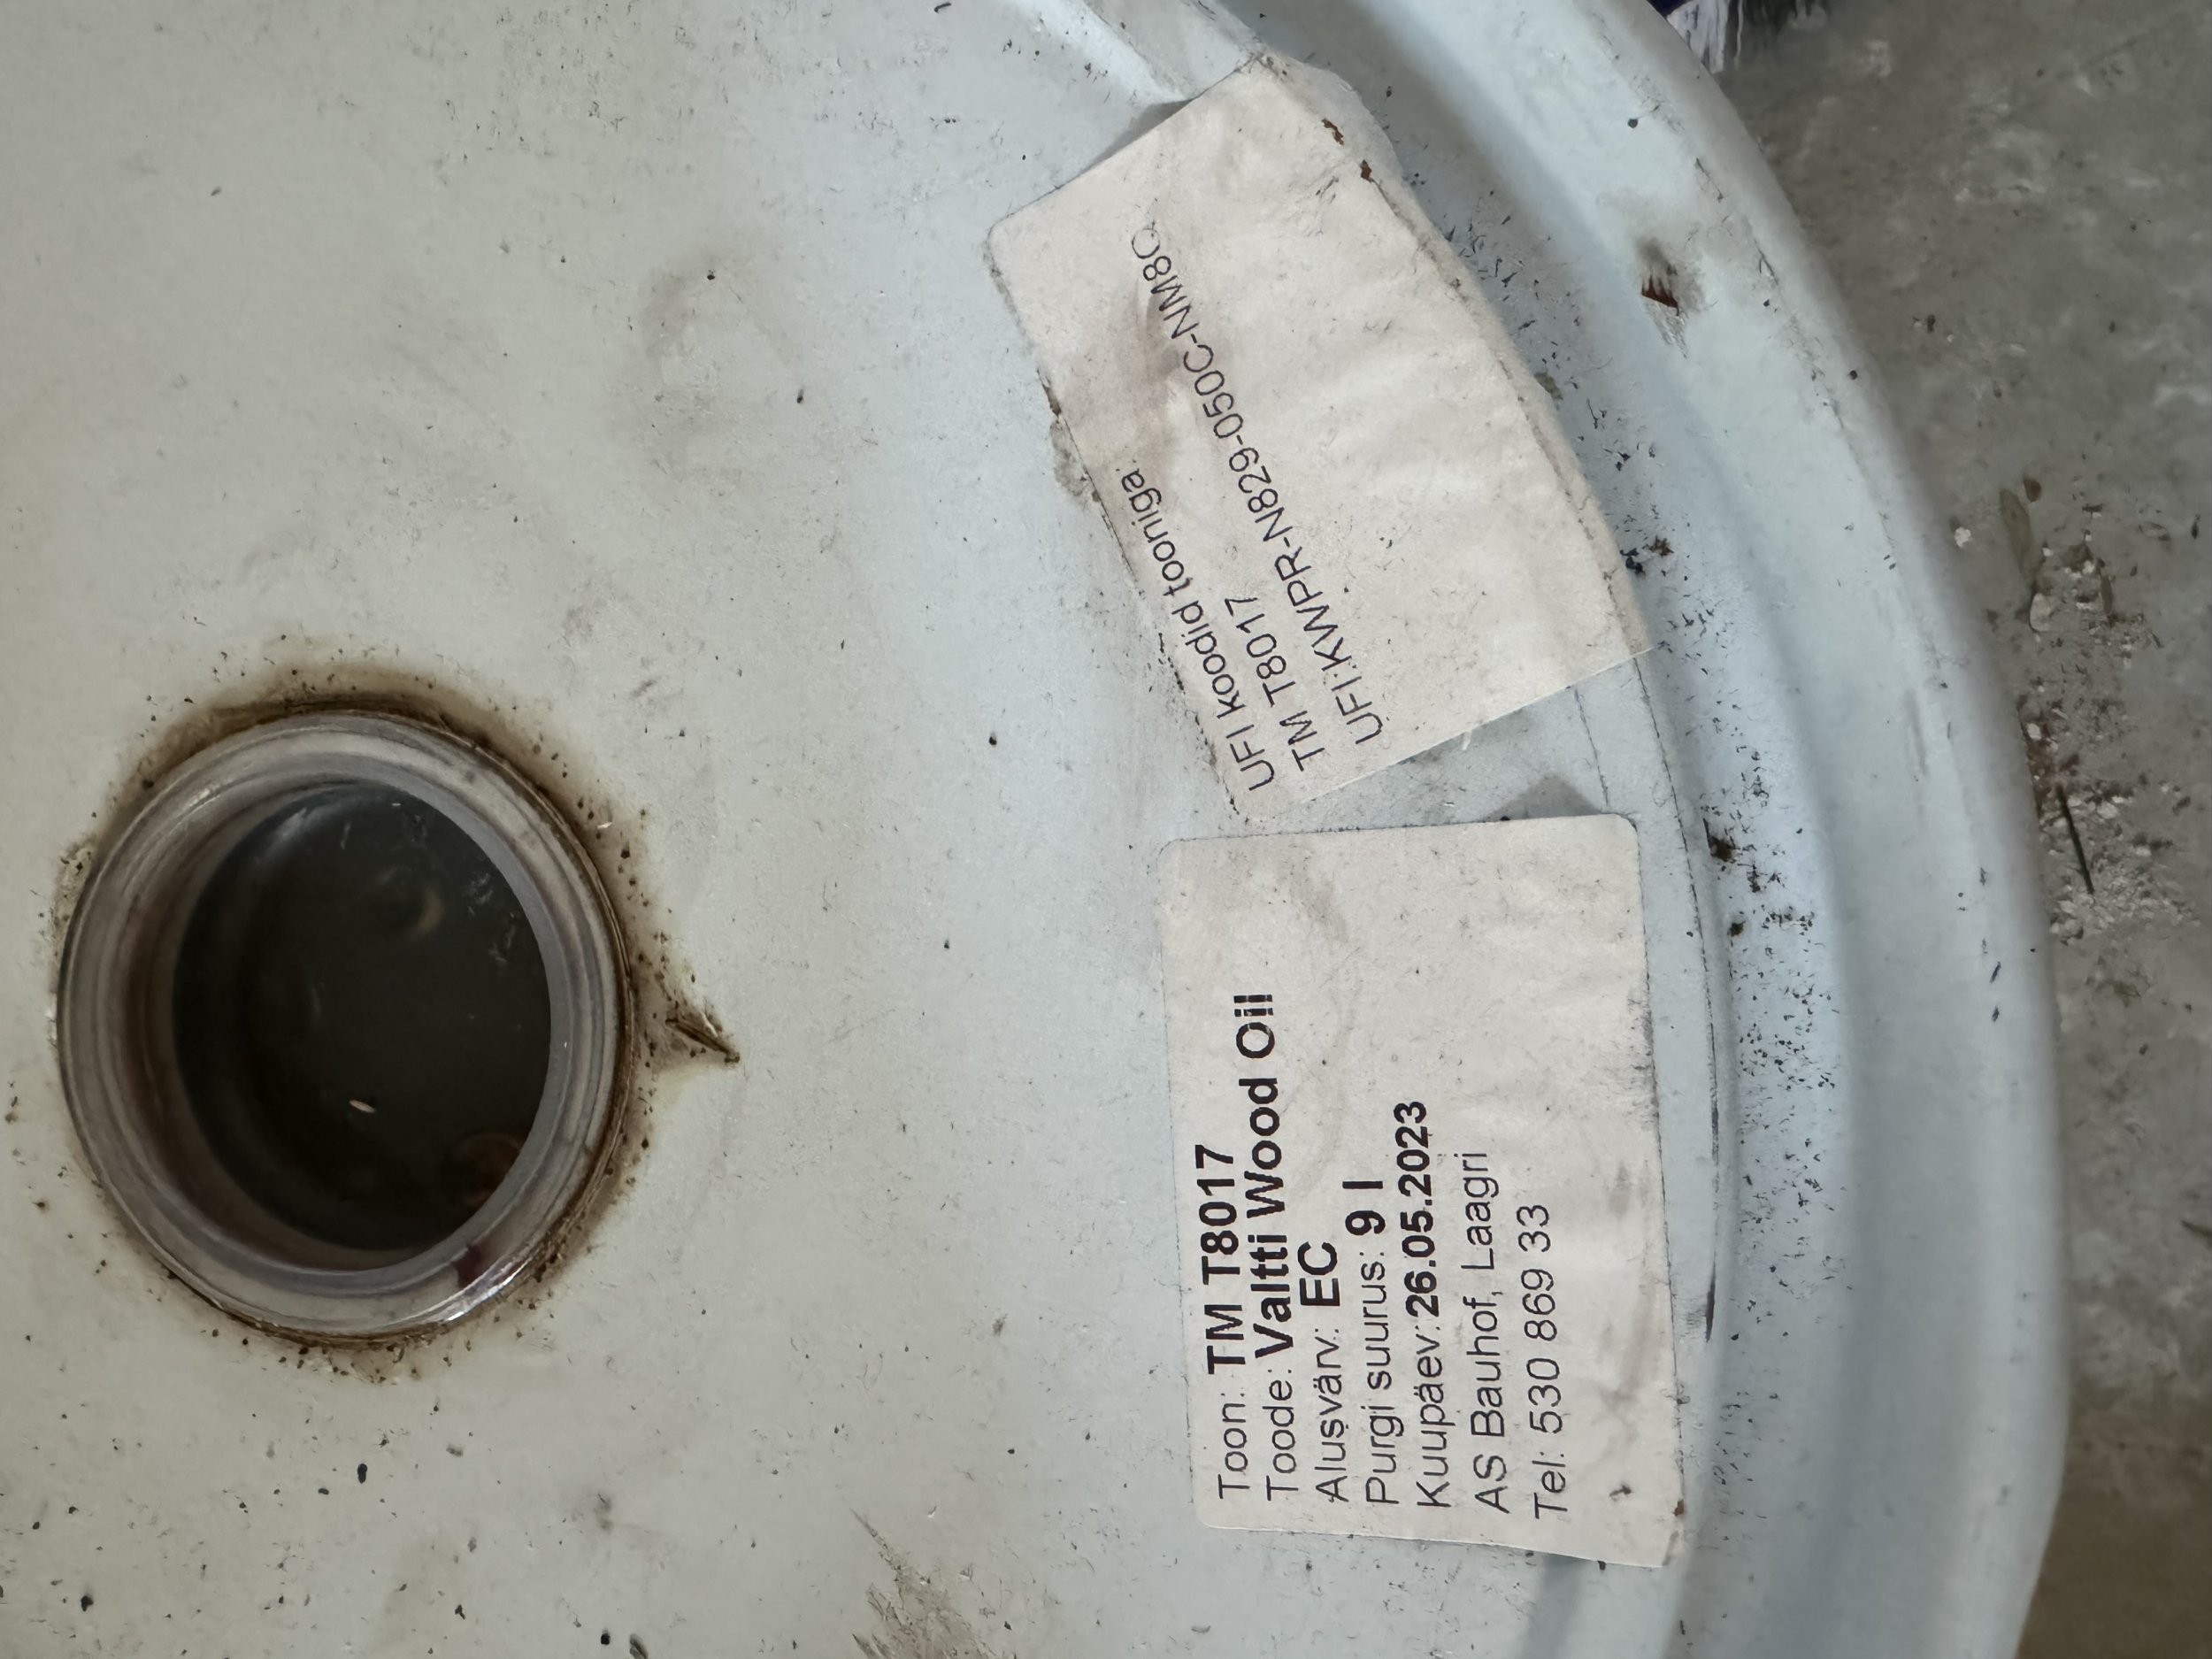 UFI koodid tooniga:
TM T8017
UFI:KWPR-N829-050C-NM8Q
Toon: TM T8017
Toode: Valtti Wood Oil
Alusvärv: EC
Purgi suurus: 9 l
Kuupäev:26.05.2023
AS Bauhof, Laagri
Tel: 530 869 33